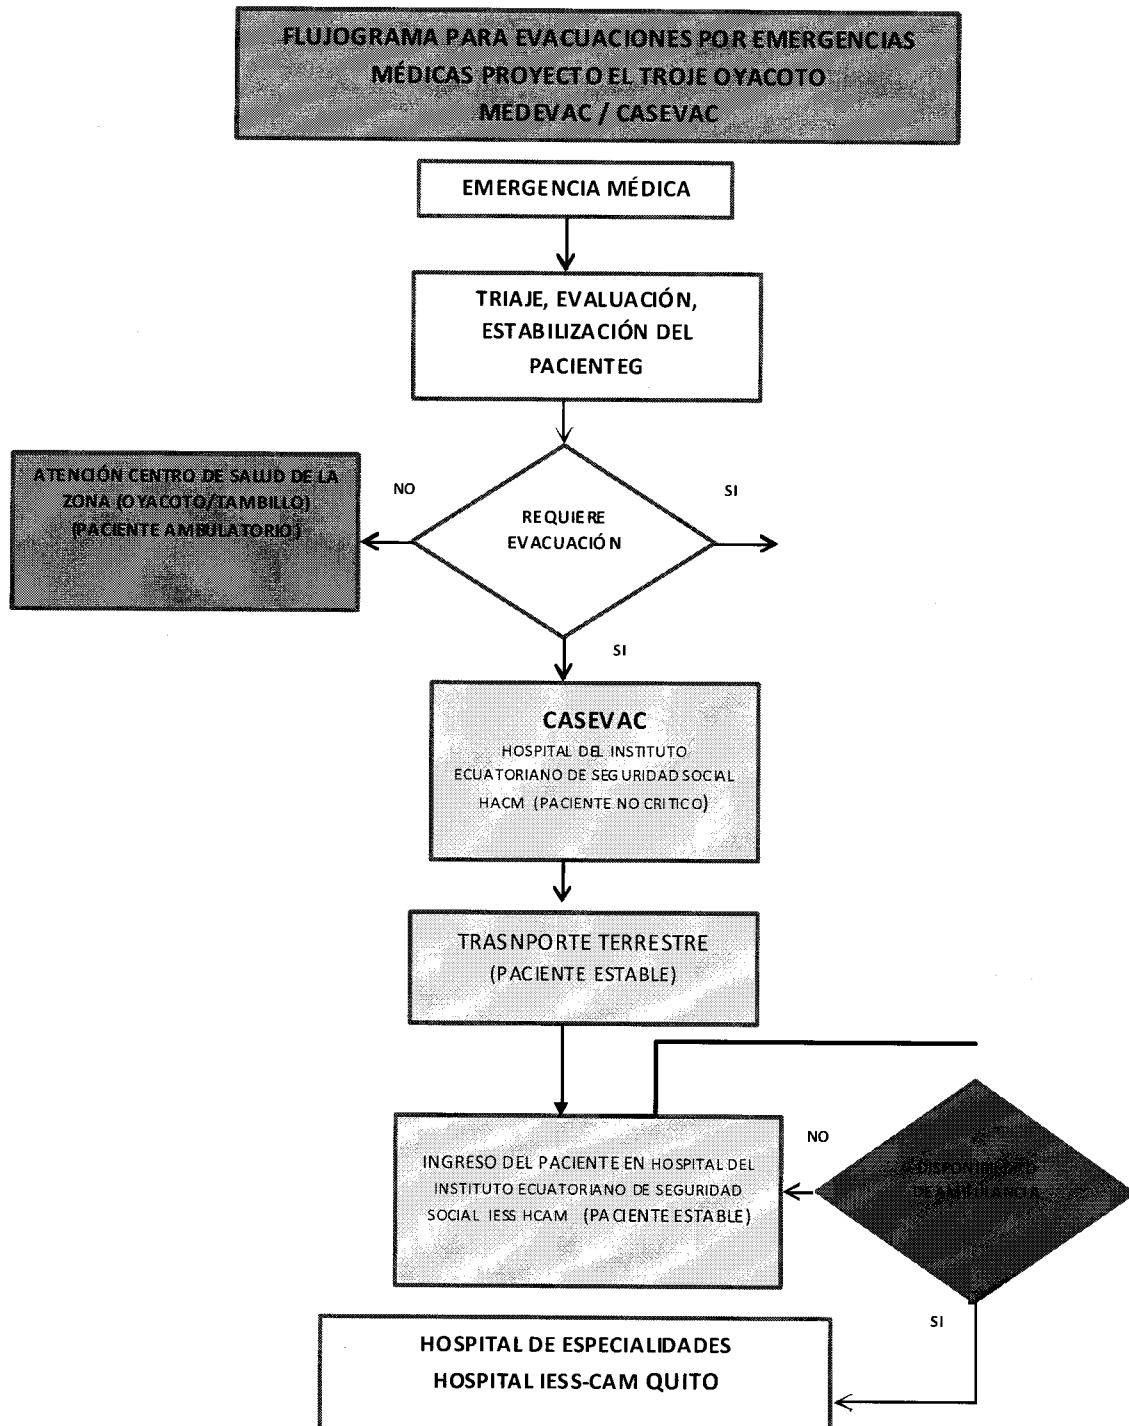 FLUJOGRAMA PARA EVACUACIONES POR EMERGENCIAS
MÉDICAS PROYECTO EL TROJE OYACOTO
MEDEVAC / CASEVAC
EMERGENCIA MÉDICA
TRIAJE, EVALUACIÓN,
ESTABILIZACIÓN DEL
PACIENTEG
ATENCIÓN CENTRO DE SALUD DE LA
ZONA (OYACOTO/TAMBILLO)
(PACIENTE AMBULATORIO)
NO
REQUIERE
EVACUACIÓN
SI
SI
CASEVAC
HOSPITAL DEL INSTITUTO
ECUATORIANO DE SEGURIDAD SOCIAL
HACM (PACIENTE NO CRITICO)
TRASNPORTE TERRESTRE
(PACIENTE ESTABLE)
INGRESO DEL PACIENTE EN HOSPITAL DEL
INSTITUTO ECUATORIANO DE SEGURIDAD
SOCIAL IESS HCAM (PACIENTE ESTABLE)
NO
DE AMBULANCIA
SI
HOSPITAL DE ESPECIALIDADES
HOSPITAL IESS-CAM QUITO